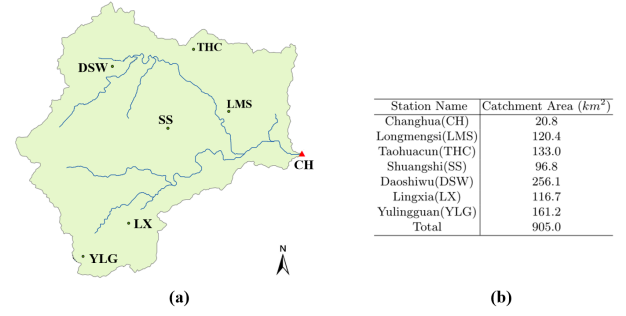 THC
DSW
LMS
SS
CH
LX
YLG
N
(a)
Station Name Catchment Area (km²)
Changhua(CH) 20.8
Longmengsi(LMS) 120.4
Taohuacun(THC) 133.0
Shuangshi(SS) 96.8
Daoshiwu(DSW) 256.1
Lingxia(LX) 116.7
Yulingguan(YLG) 161.2
Total 905.0
(b)